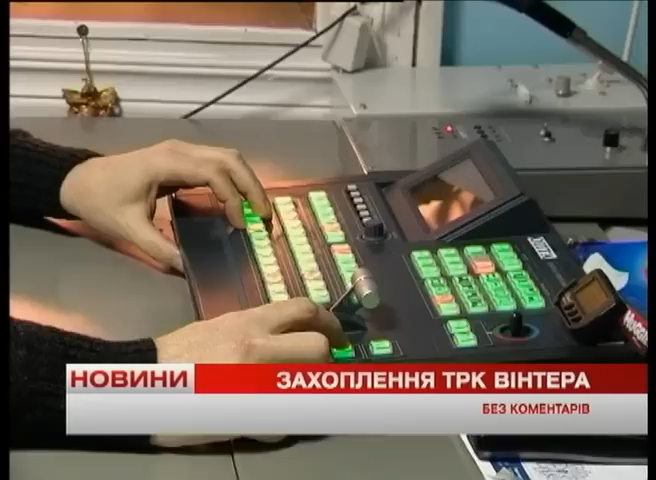 НОВИНИ
ЗАХОПЛЕННЯ ТРК ВІНТЕРА
БЕЗ КОМЕНТАРІВ